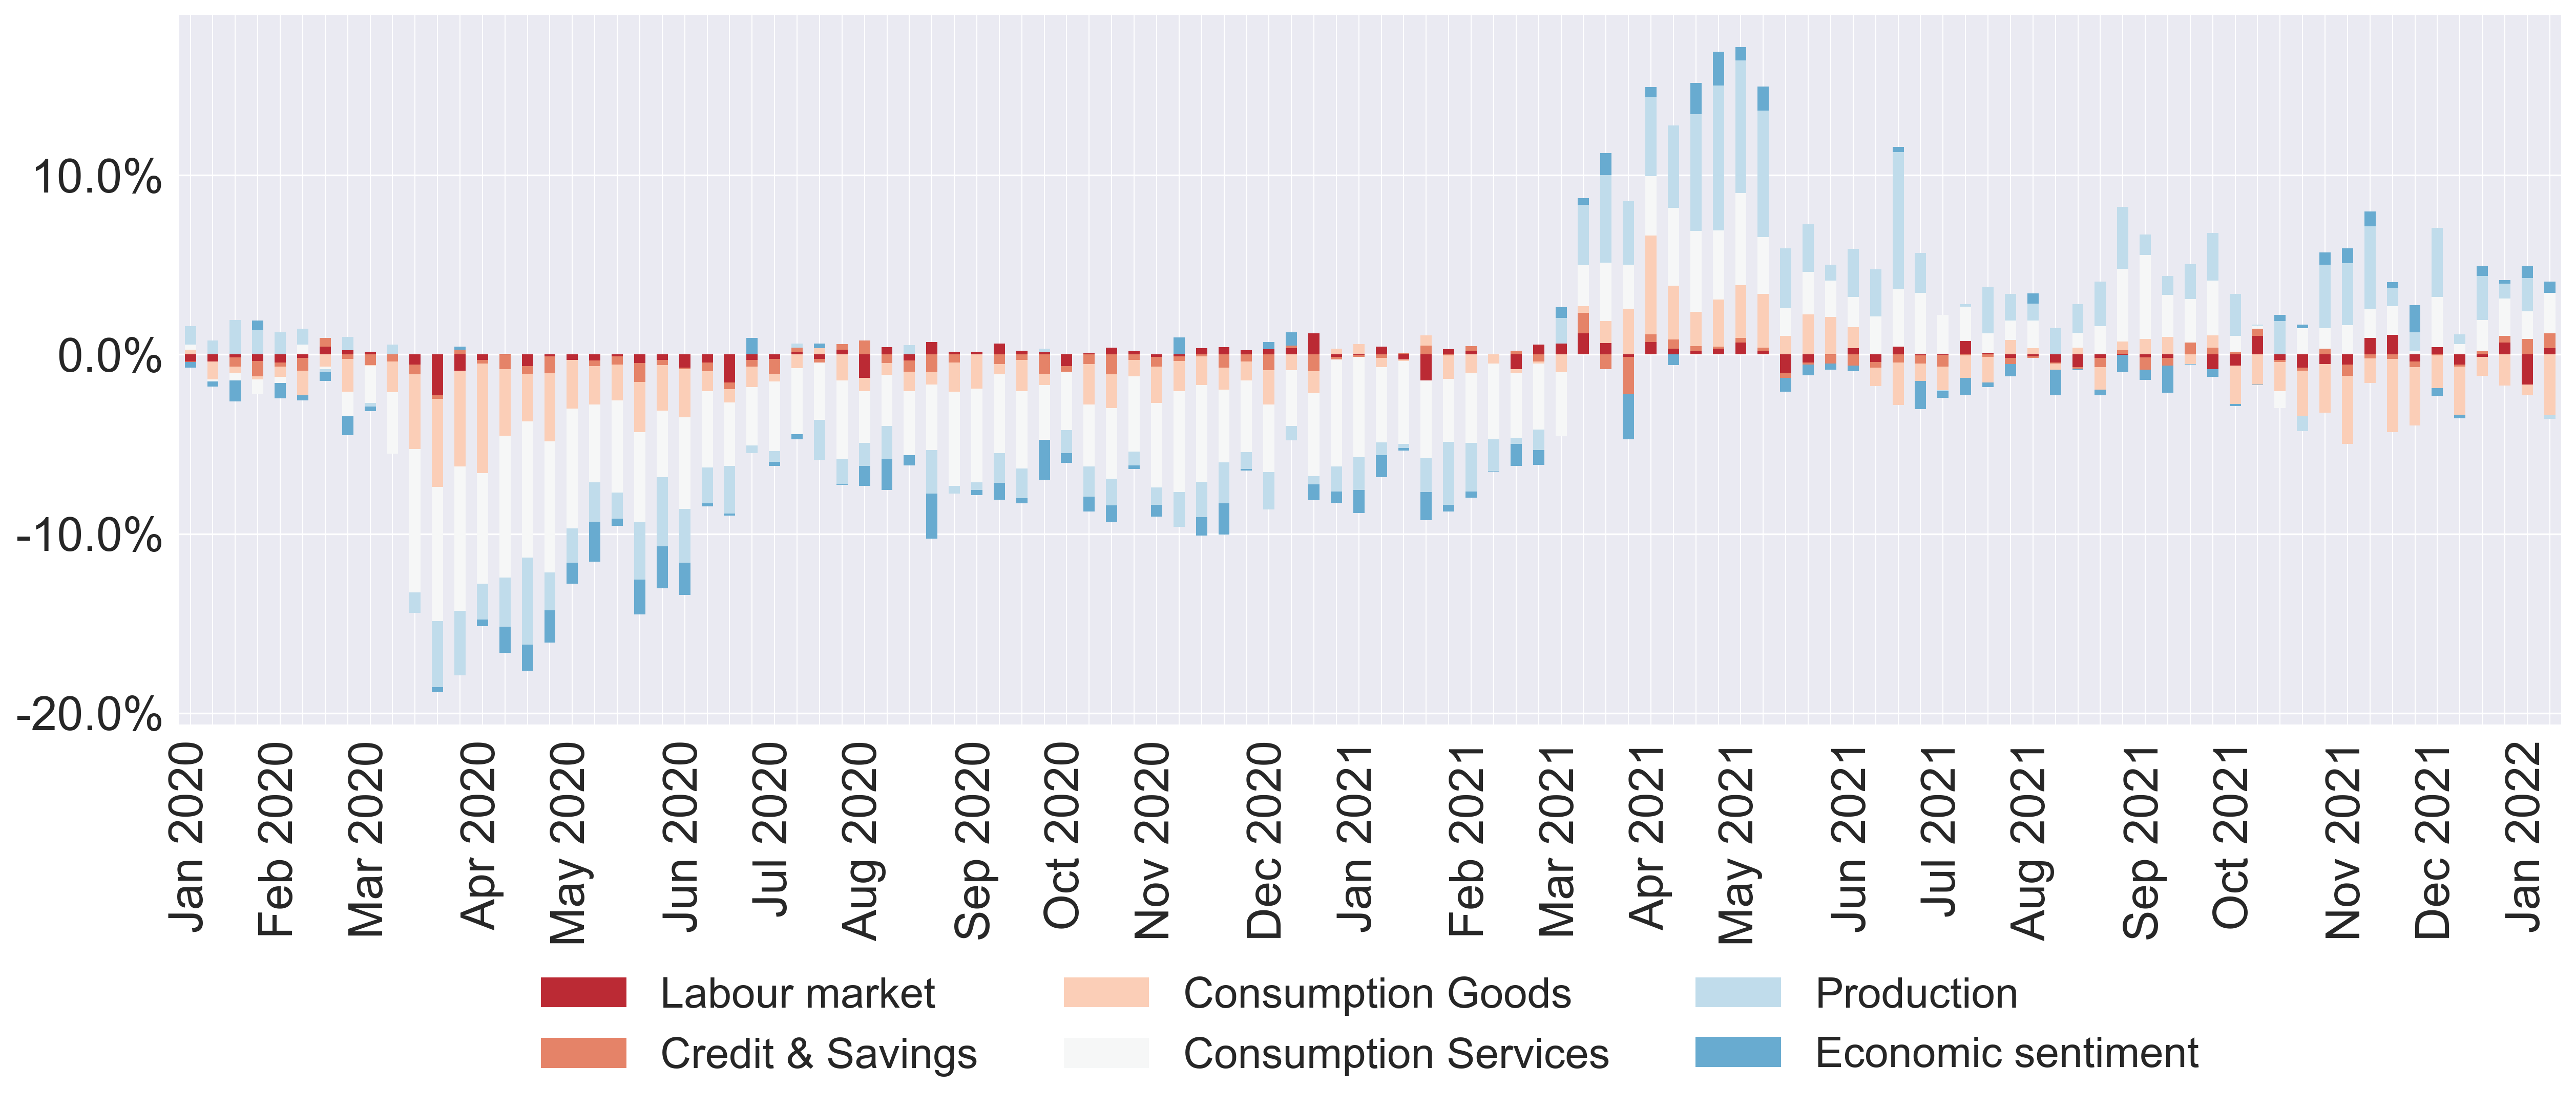 10.0%
0.0%
-10.0%
-20.0%
Jan 2020
Feb 2020
Mar 2020
Apr 2020
May 2020
Jun 2020
Jul 2020
Aug 2020
Sep 2020
Oct 2020
Nov 2020
Dec 2020
Jan 2021
Feb 2021
Mar 2021
Apr 2021
May 2021
Jun 2021
Jul 2021
Aug 2021
Sep 2021
Oct 2021
Nov 2021
Dec 2021
Jan 2022
Labour market
Credit & Savings
Consumption Goods
Consumption Services
Production
Economic sentiment